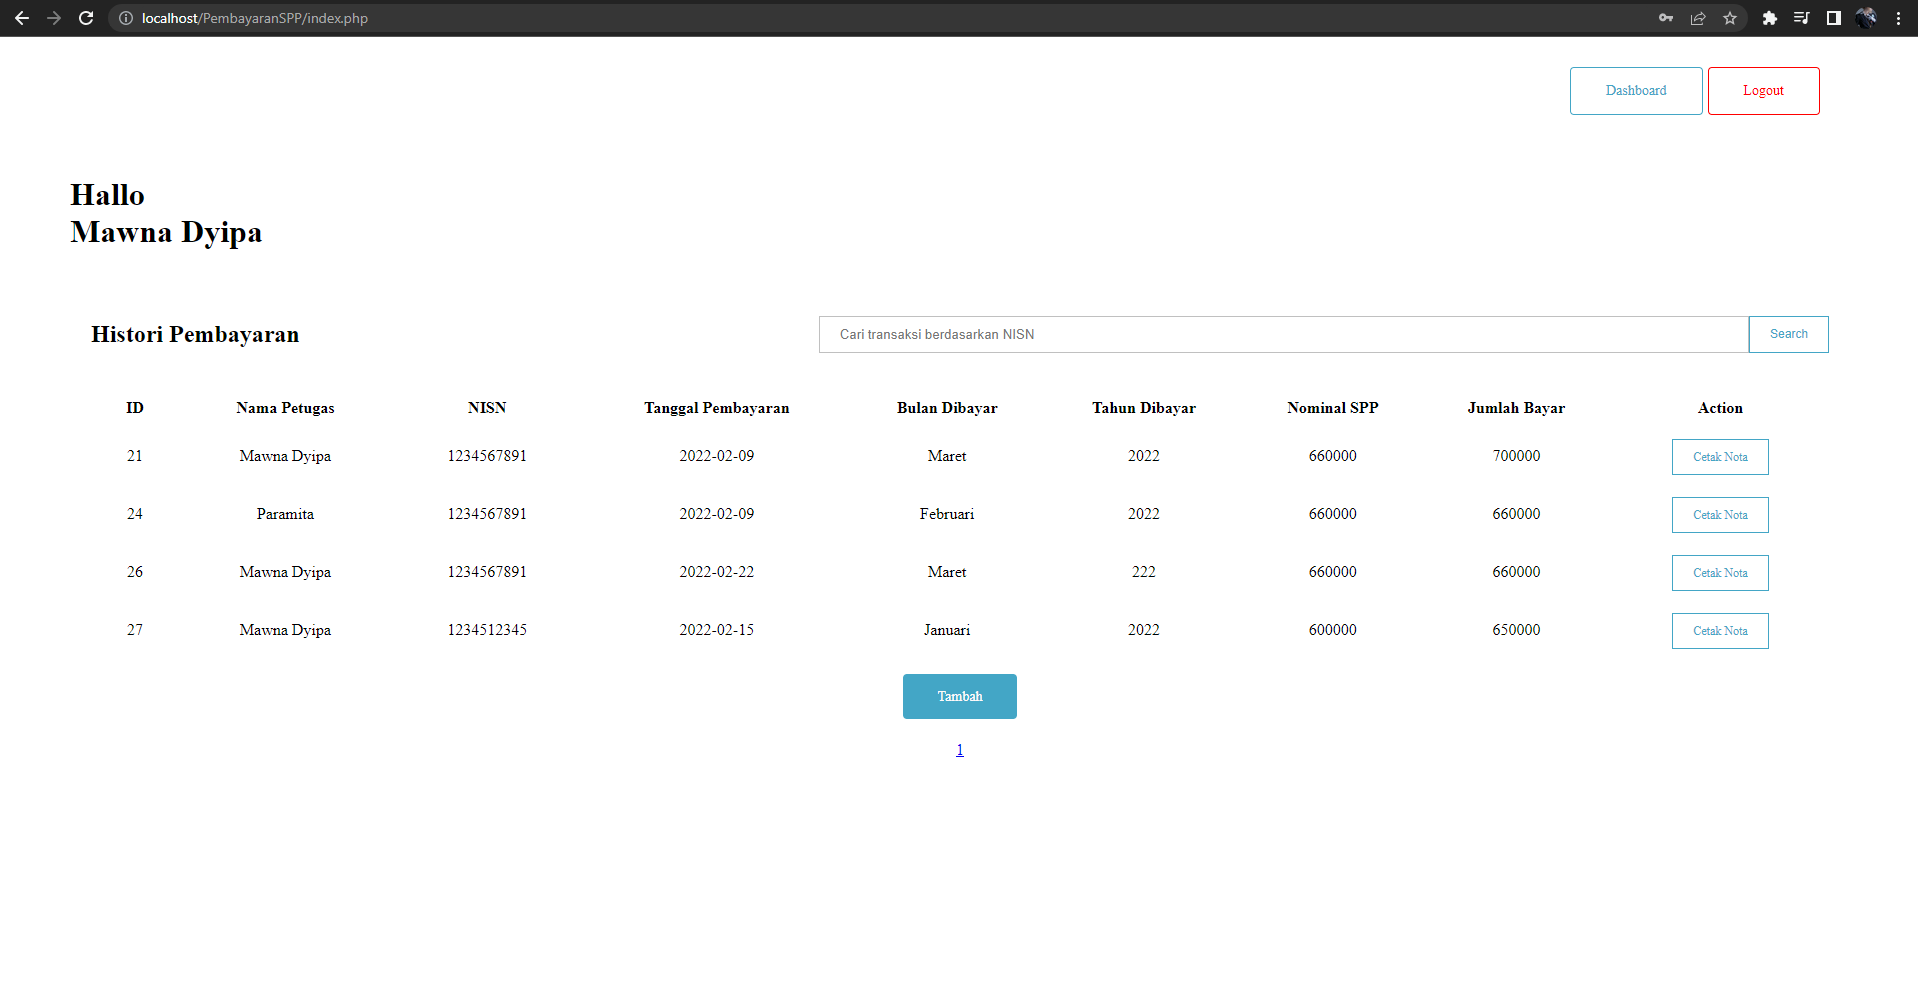 localhost/PembayaranSPP/index.php
Dashboard Logout
Hallo
Mawna Dyipa
Histori Pembayaran Cari transaksi berdasarkan NISN Search
ID Nama Petugas NISN Tanggal Pembayaran Bulan Dibayar Tahun Dibayar Nominal SPP Jumlah Bayar Action
21 Mawna Dyipa 1234567891 2022-02-09 Maret 2022 660000 700000 Cetak Nota
24 Paramita 1234567891 2022-02-09 Februari 2022 660000 660000 Cetak Nota
26 Mawna Dyipa 1234567891 2022-02-22 Maret 222 660000 660000 Cetak Nota
27 Mawna Dyipa 1234512345 2022-02-15 Januari 2022 600000 650000 Cetak Nota
Tambah
1